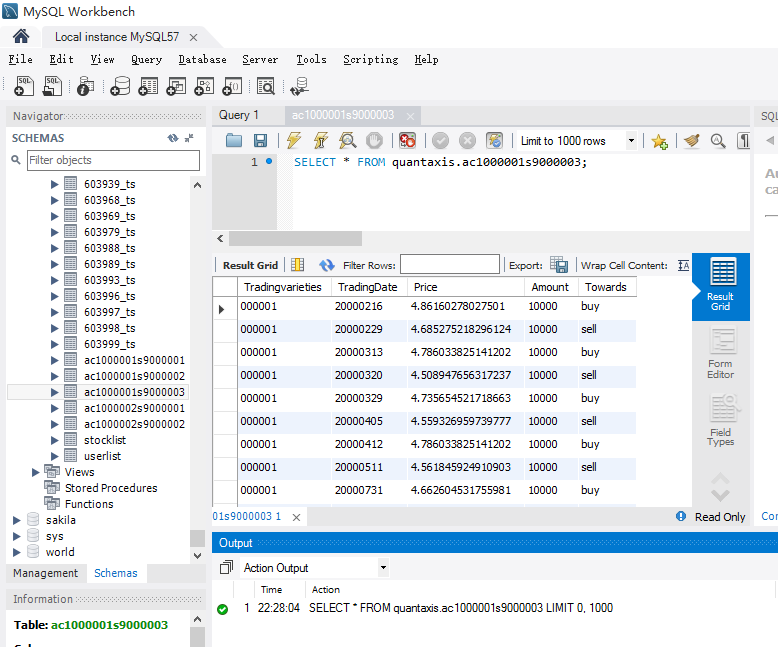 MySQL Workbench
Local instance MySQL57
File Edit View Query Database Server Tools Scripting Help
Navigator
SCHEMAS
Filter objects
603939_ts
603968_ts
603969_ts
603979_ts
603988_ts
603989_ts
603993_ts
603996_ts
603997_ts
603998_ts
603999_ts
ac1000001s9000001
ac1000001s9000002
ac1000001s9000003
ac1000002s9000001
ac1000002s9000002
stocklist
userlist
Views
Stored Procedures
Functions
sakila
sys
world
Management Schemas
Information
Table: ac1000001s9000003
Query 1 ac1000001s9000003
Limit to 1000 rows
1 SELECT * FROM quantaxis.ac1000001s9000003;
Result Grid Filter Rows: Export: Wrap Cell Content:
Tradingvarieties TradingDate Price Amount Towards
000001 20000216 4.86160278027501 10000 buy
000001 20000229 4.685275218296124 10000 sell
000001 20000313 4.786033825141202 10000 buy
000001 20000320 4.508947656317237 10000 sell
000001 20000329 4.735654521718663 10000 buy
000001 20000405 4.559326959739777 10000 sell
000001 20000412 4.786033825141202 10000 buy
000001 20000511 4.561845924910903 10000 sell
000001 20000731 4.662604531755981 10000 buy
Result
Grid
Form
Editor
Field
Types
01s9000003 1
Read Only
Output
Action Output
Time Action
1 22:28:04 SELECT * FROM quantaxis.ac1000001s9000003 LIMIT 0, 1000